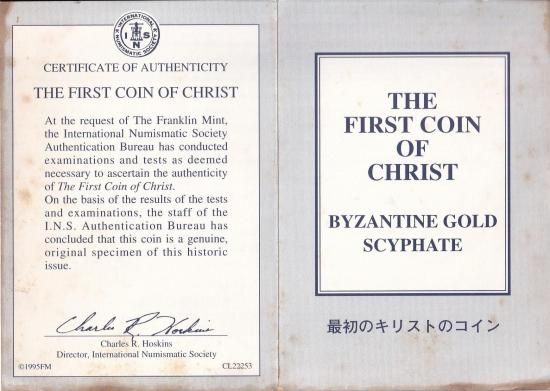 INTERNATIONAL
I N S
NUMISMATIC SOCIETY
CERTIFICATE OF AUTHENTICITY
THE FIRST COIN OF CHRIST
At the request of The Franklin Mint,
the International Numismatic Society
Authentication Bureau has conducted
examinations and tests as deemed
necessary to ascertain the authenticity
of The First Coin of Christ.
On the basis of the results of the tests
and examinations, the staff of the
I.N.S. Authentication Bureau has
concluded that this coin is a genuine,
original specimen of this historic
issue.
Charles R. Hoskins
Charles R. Hoskins
Director, International Numismatic Society
©1995FM
CL22253
THE
FIRST COIN
OF
CHRIST
BYZANTINE GOLD
SCYPHATE
最初のキリストのコイン